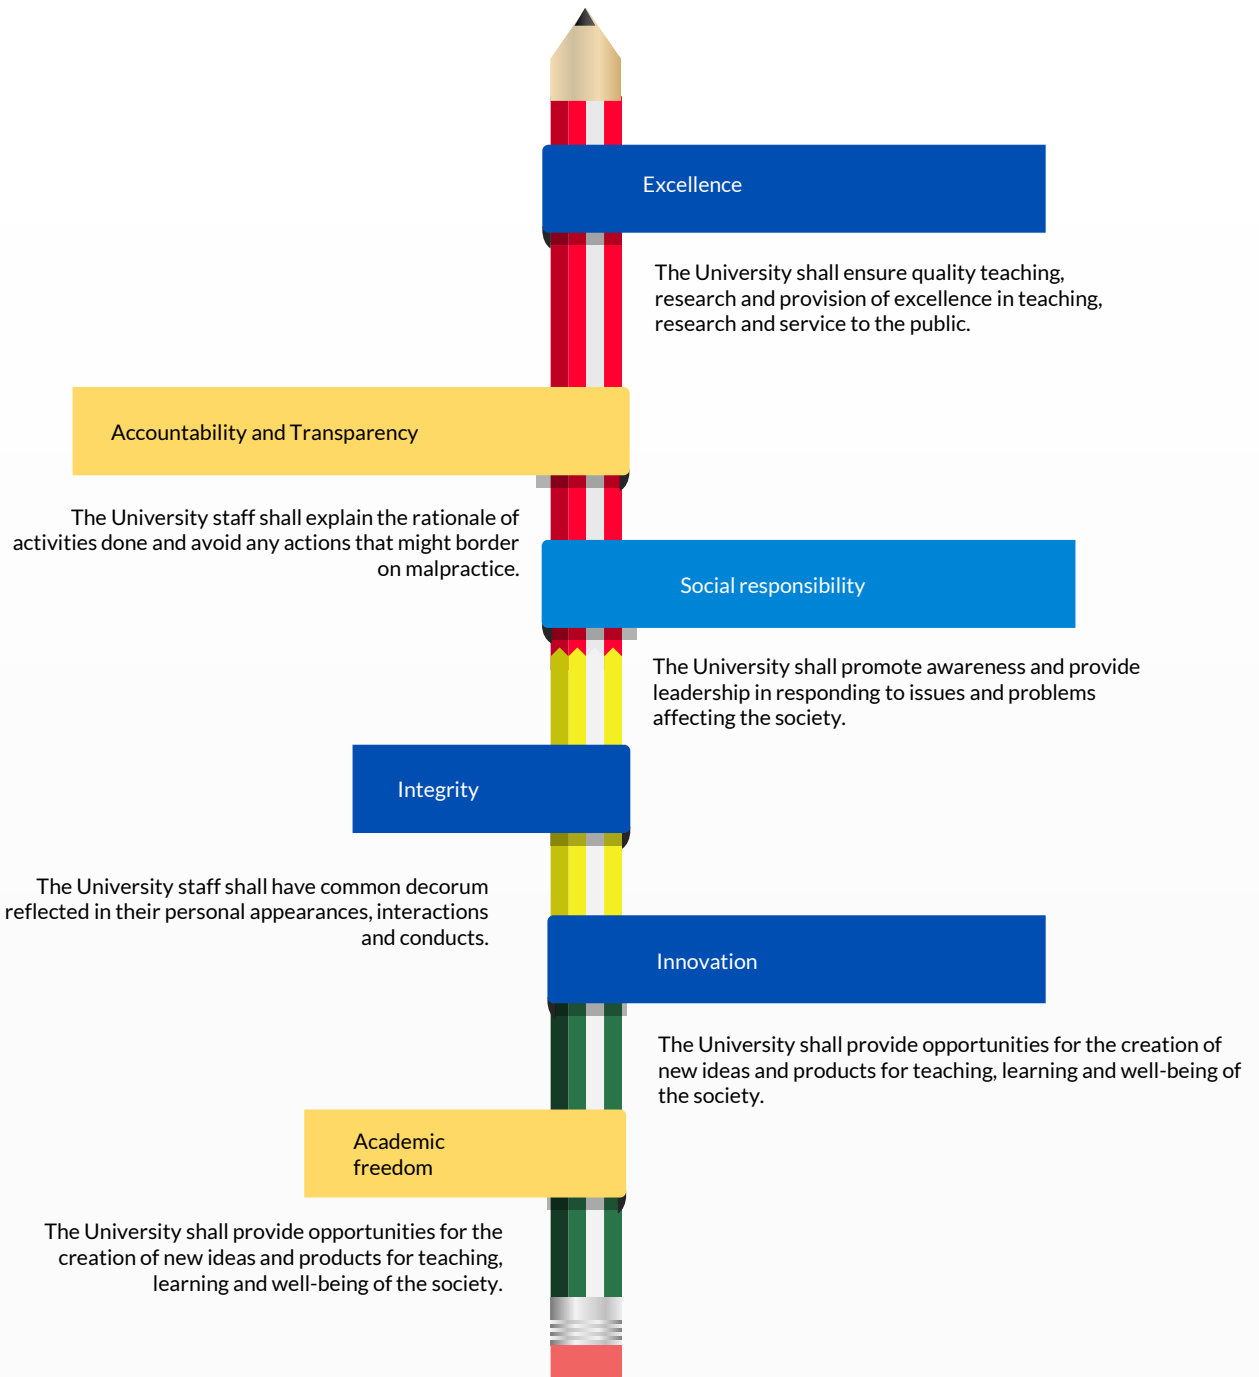 Excellence
The University shall ensure quality teaching,
research and provision of excellence in teaching,
research and service to the public.
Accountability and Transparency
The University staff shall explain the rationale of
activities done and avoid any actions that might border
on malpractice.
Social responsibility
The University shall promote awareness and provide
leadership in responding to issues and problems
affecting the society.
Integrity
The University staff shall have common decorum
reflected in their personal appearances, interactions
and conducts.
Innovation
The University shall provide opportunities for the creation of
new ideas and products for teaching, learning and well-being of
the society.
Academic
freedom
The University shall provide opportunities for the
creation of new ideas and products for teaching,
learning and well-being of the society.